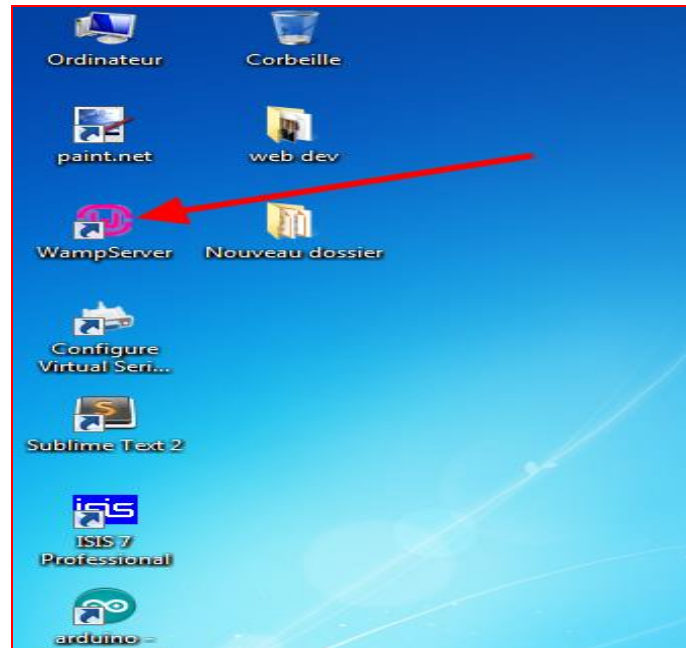 Ordinateur
Corbeille
paint.net
web dev
WampServer
Nouveau dossier
Configure
Virtual Seri...
S
Sublime Text 2
isis
ISIS 7
Professional
arduino -